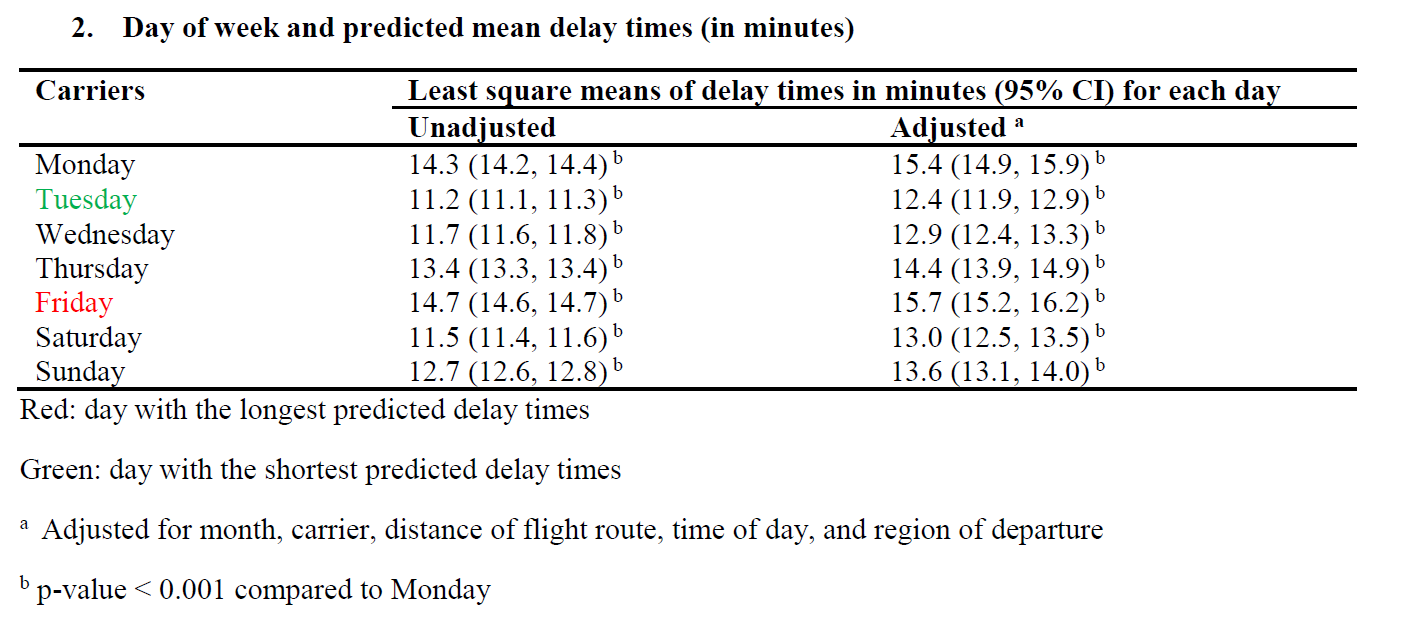 2. Day of week and predicted mean delay times (in minutes)
Carriers Least square means of delay times in minutes (95% CI) for each day
Unadjusted Adjusted ᵃ
Monday 14.3 (14.2, 14.4) ᵇ 15.4 (14.9, 15.9) ᵇ
Tuesday 11.2 (11.1, 11.3) ᵇ 12.4 (11.9, 12.9) ᵇ
Wednesday 11.7 (11.6, 11.8) ᵇ 12.9 (12.4, 13.3) ᵇ
Thursday 13.4 (13.3, 13.4) ᵇ 14.4 (13.9, 14.9) ᵇ
Friday 14.7 (14.6, 14.7) ᵇ 15.7 (15.2, 16.2) ᵇ
Saturday 11.5 (11.4, 11.6) ᵇ 13.0 (12.5, 13.5) ᵇ
Sunday 12.7 (12.6, 12.8) ᵇ 13.6 (13.1, 14.0) ᵇ
Red: day with the longest predicted delay times
Green: day with the shortest predicted delay times
ᵃ Adjusted for month, carrier, distance of flight route, time of day, and region of departure
ᵇ p-value < 0.001 compared to Monday